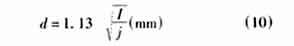 d = 1.13 √(I/j) (mm) (10)